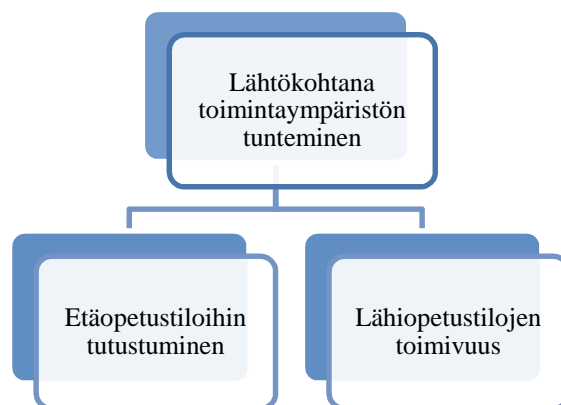 Lähtökohtana
toimintaympäristön
tunteminen
Etäopetustiloihin
tutustuminen
Lähiopetustilojen
toimivuus